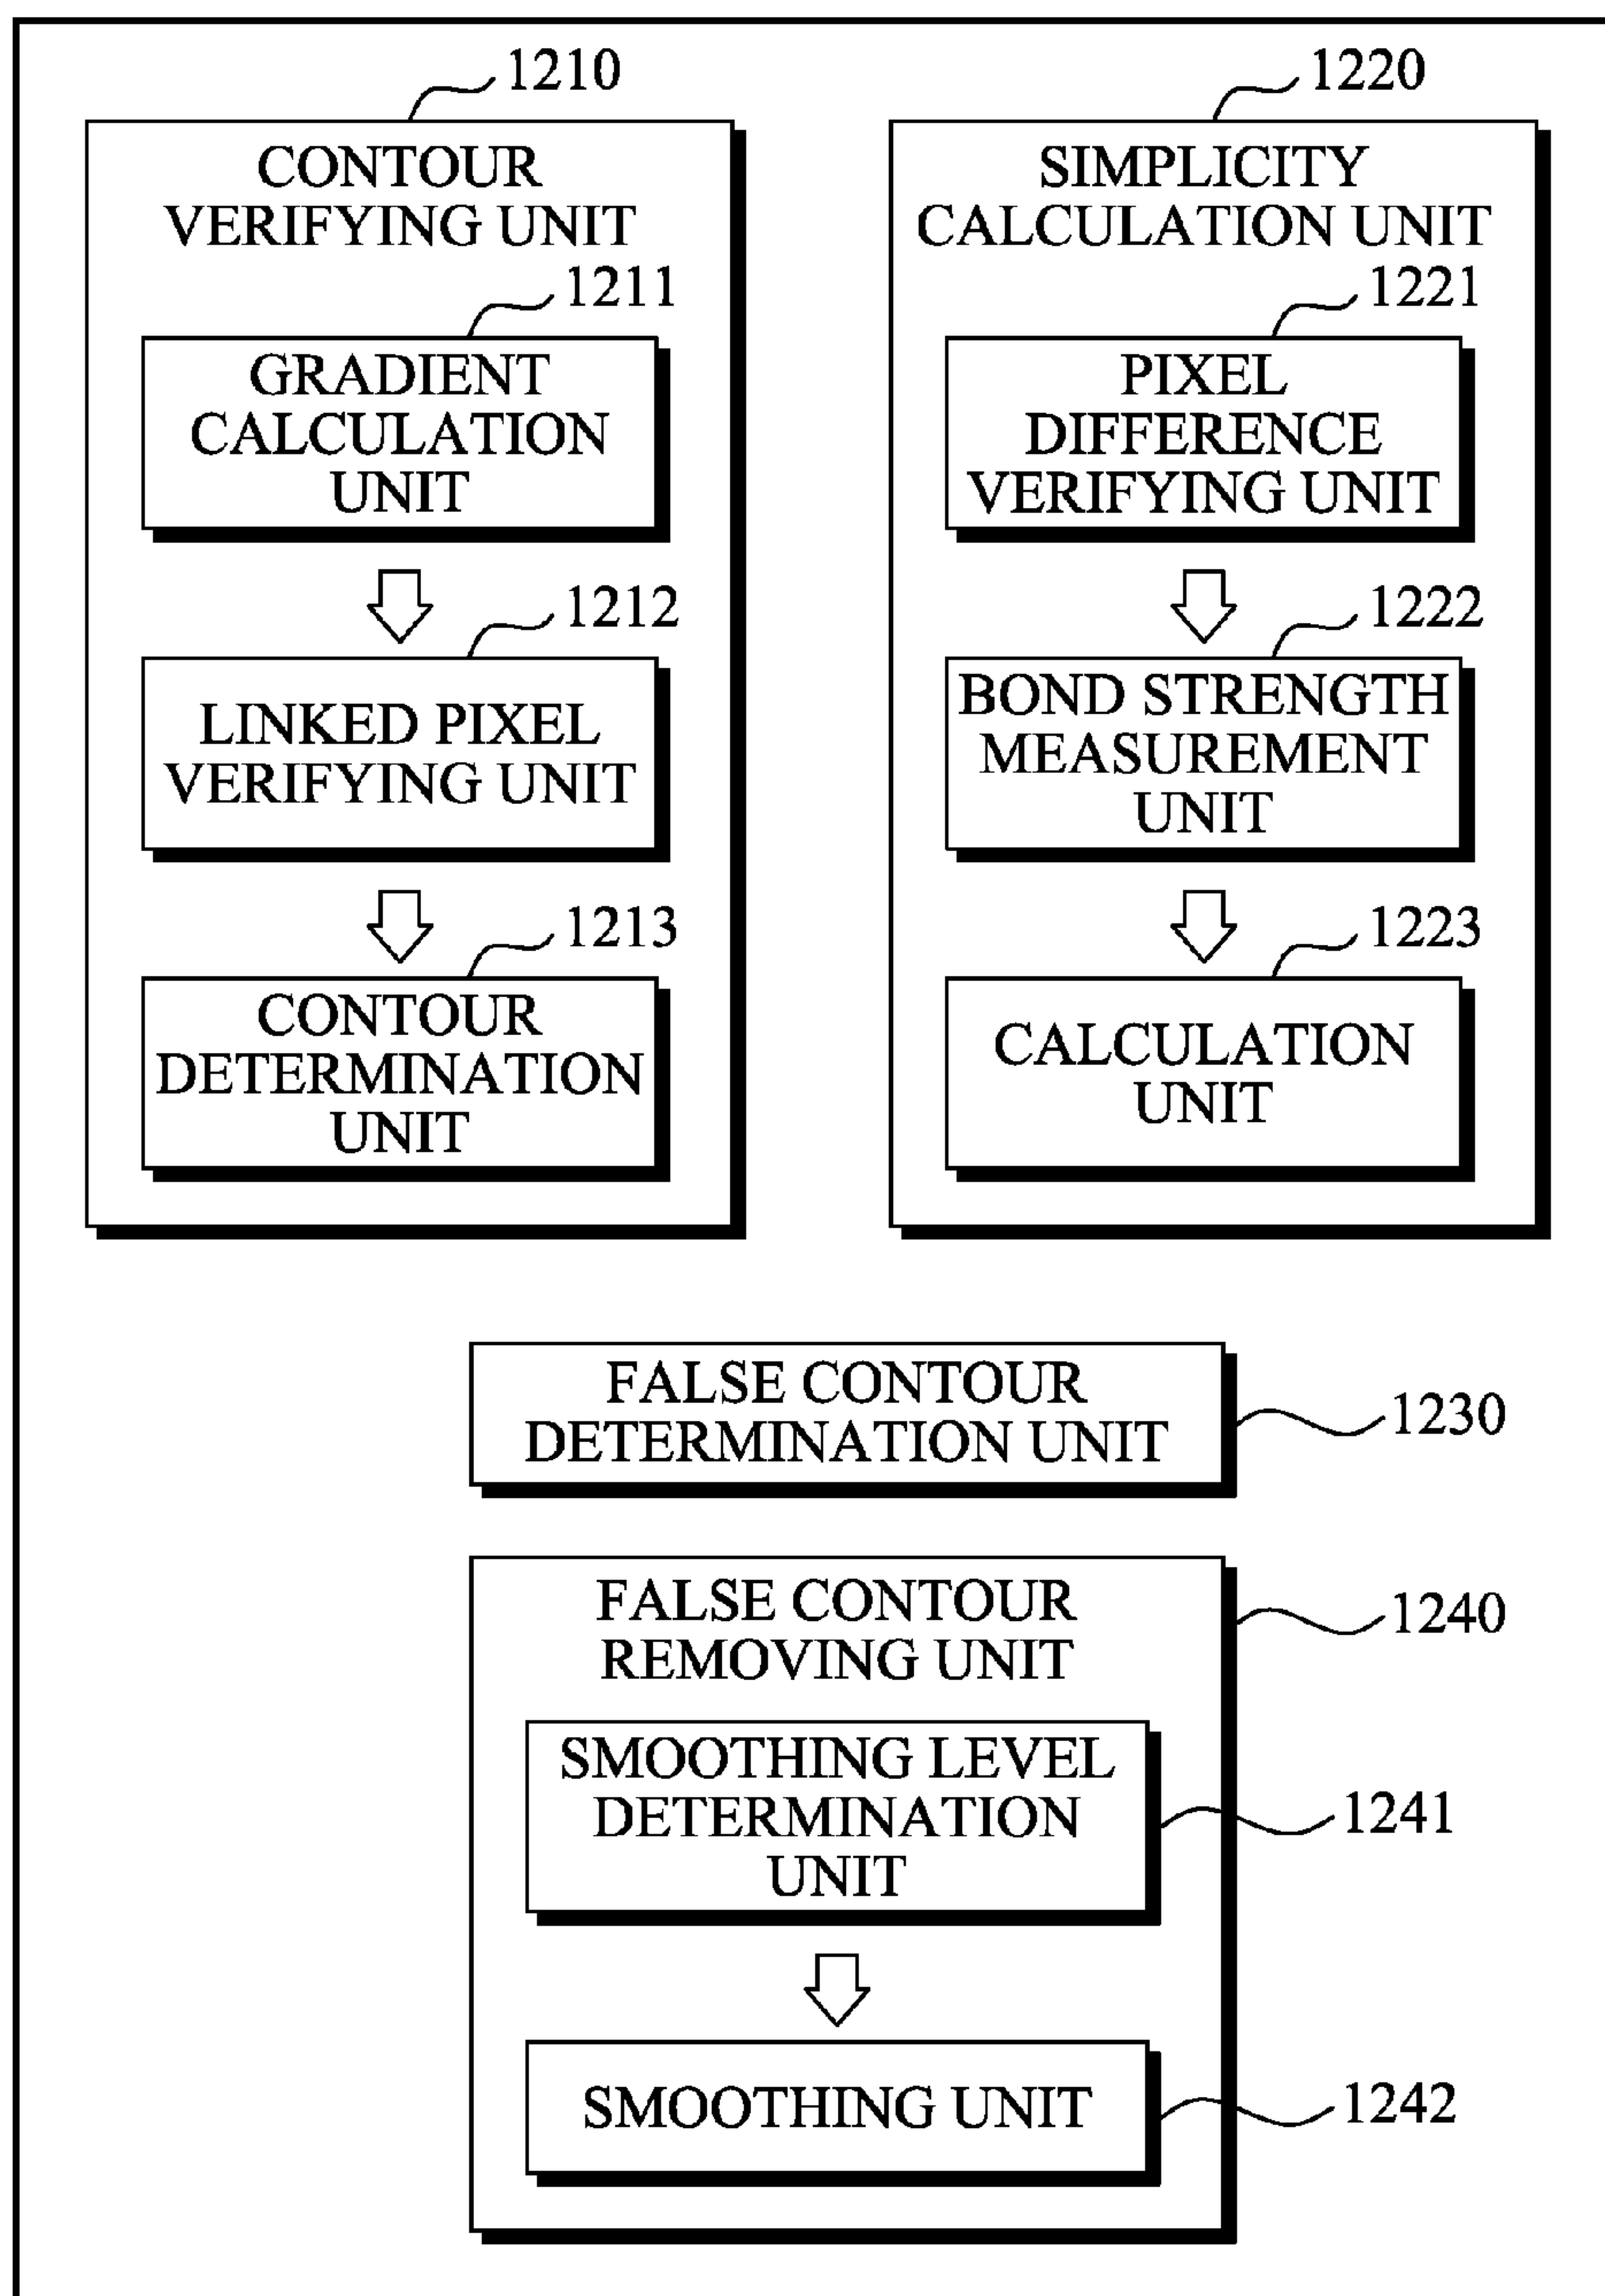 1210
CONTOUR
VERIFYING UNIT
1211
GRADIENT
CALCULATION
UNIT
1212
LINKED PIXEL
VERIFYING UNIT
1213
CONTOUR
DETERMINATION
UNIT
1220
SIMPLICITY
CALCULATION UNIT
1221
PIXEL
DIFFERENCE
VERIFYING UNIT
1222
BOND STRENGTH
MEASUREMENT
UNIT
1223
CALCULATION
UNIT
FALSE CONTOUR
DETERMINATION UNIT
1230
FALSE CONTOUR
REMOVING UNIT
1240
SMOOTHING LEVEL
DETERMINATION
UNIT
1241
SMOOTHING UNIT
1242